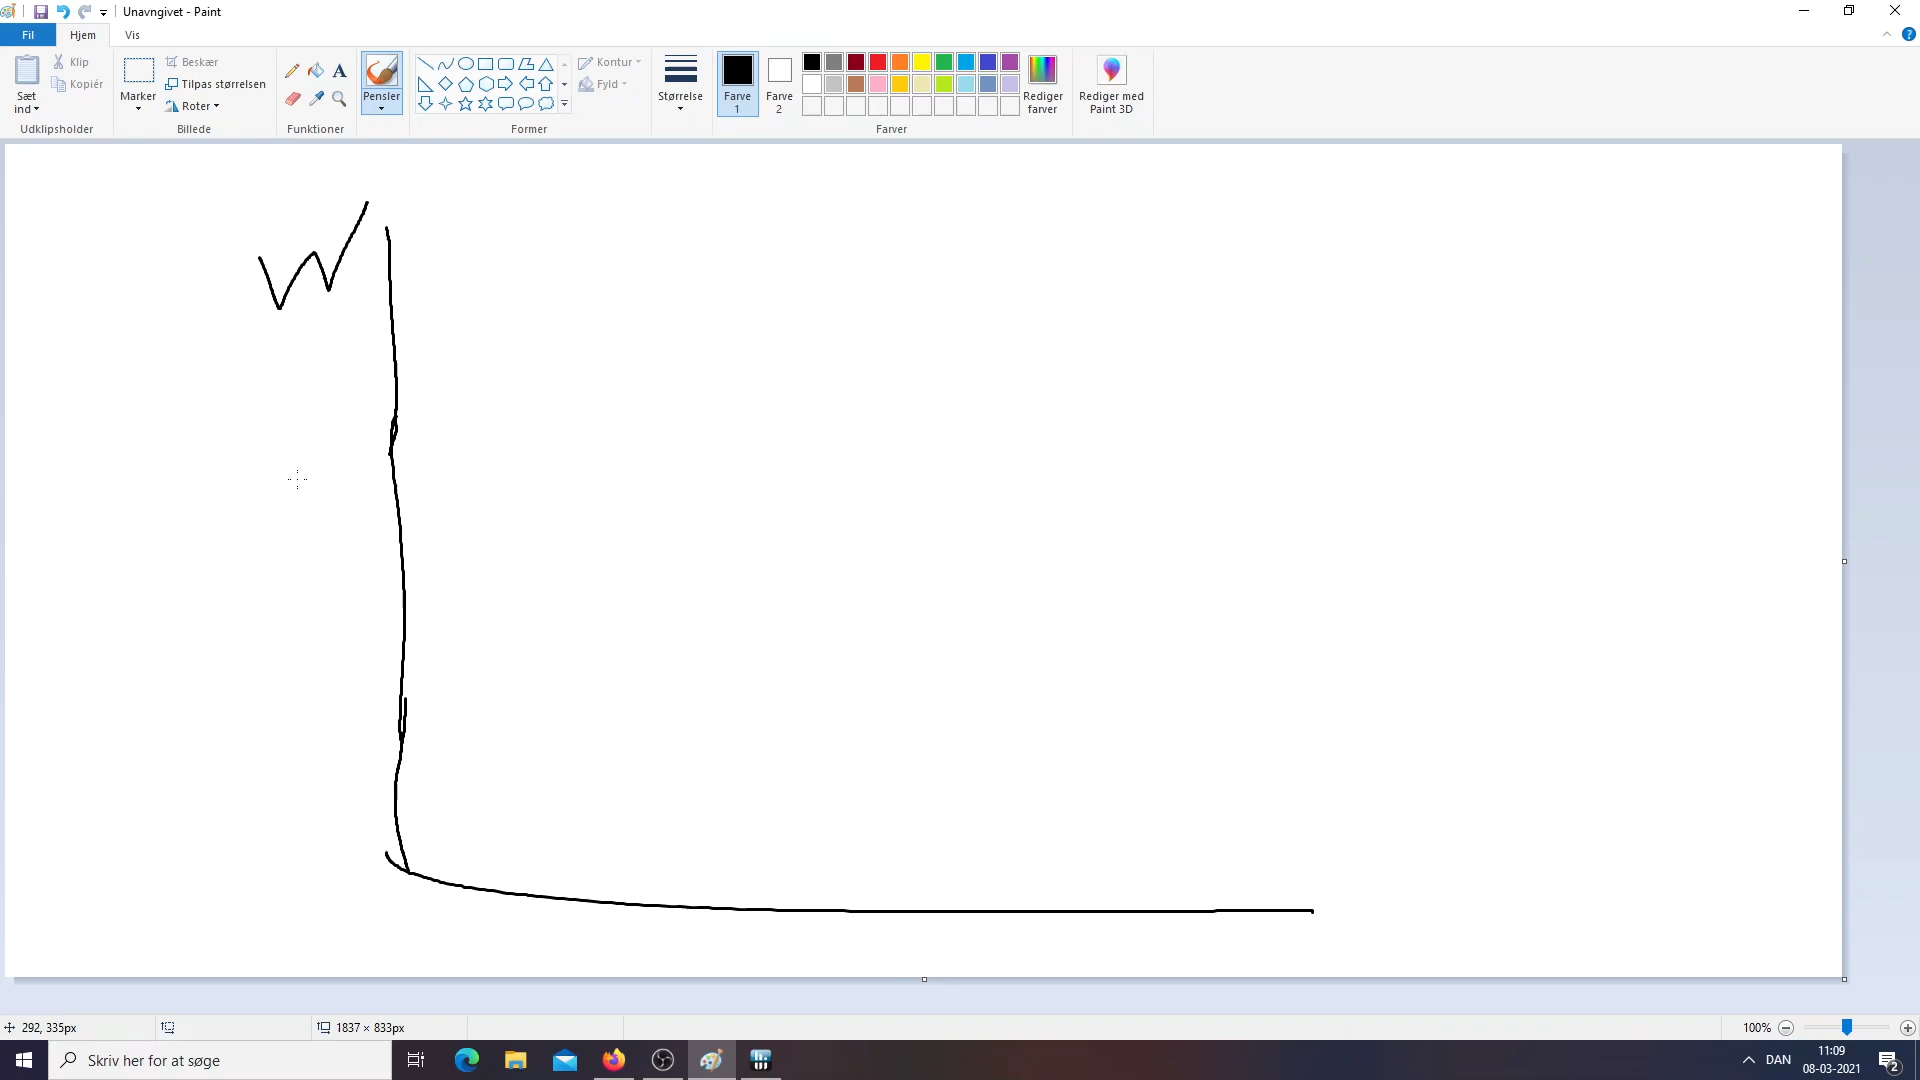 Unavngivet - Paint
Fil Hjem Vis
Sæt ind
Klip
Kopiér
Udklipsholder
Marker
Beskær
Tilpas størrelsen
Roter
Billede
A
Funktioner
Pensler
Kontur
Fyld
Former
Størrelse
Farve 1
Farve 2
Rediger farver
Farver
Rediger med Paint 3D
W
292, 335px
1837 × 833px
100%
Skriv her for at søge
DAN
11:09
08-03-2021
2